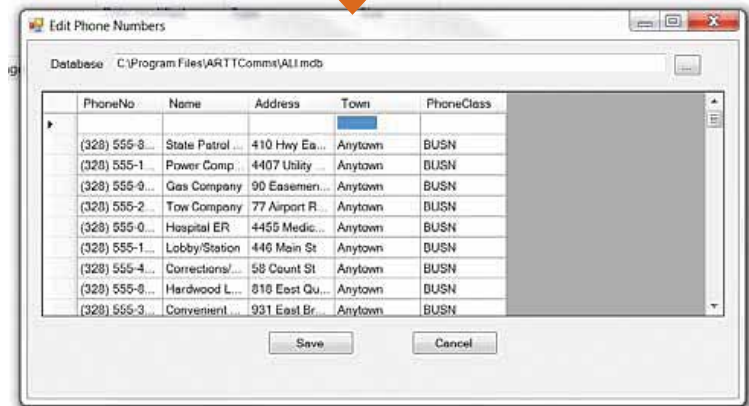 Edit Phone Numbers
Database C:\Program Files\ARTTComms\ALI.mdb ...
PhoneNo Name Address Town PhoneClass
(328) 555-8... State Patrol ... 410 Hwy Ea... Anytown BUSN
(328) 555-1... Power Comp... 4407 Utility ... Anytown BUSN
(328) 555-9... Gas Company 90 Easemen... Anytown BUSN
(328) 555-2... Tow Company 77 Airport R... Anytown BUSN
(328) 555-0... Hospital ER 4455 Medic... Anytown BUSN
(328) 555-1... Lobby/Station 446 Main St Anytown BUSN
(328) 555-4... Corrections/... 58 Count St Anytown BUSN
(328) 555-8... Hardwood L... 818 East Qu... Anytown BUSN
(328) 555-3... Convenient ... 931 East Br... Anytown BUSN
Save Cancel